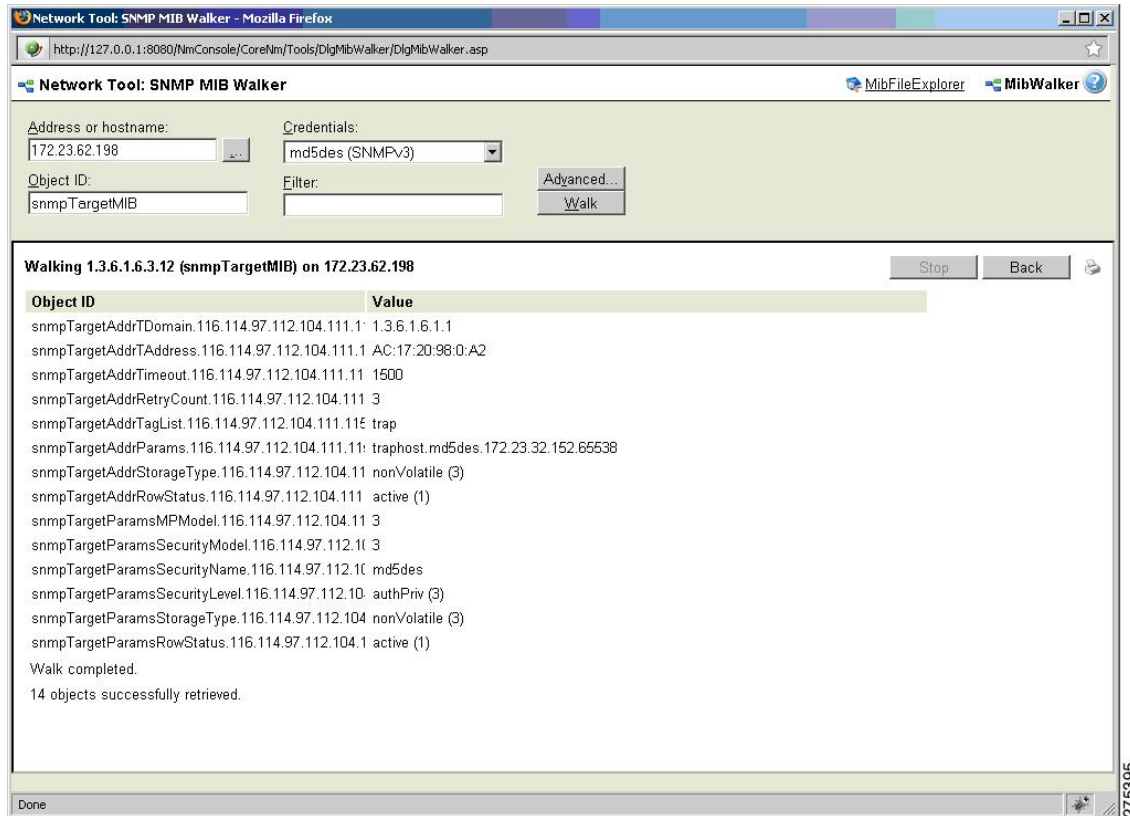 Network Tool: SNMP MIB Walker - Mozilla Firefox
http://127.0.0.1:8080/NmConsole/CoreNm/Tools/DlgMibWalker/DlgMibWalker.asp
Network Tool: SNMP MIB Walker MibFileExplorer MibWalker ?
Address or hostname: Credentials:
172.23.62.198 ... md5des (SNMPv3)
Object ID: Filter: Advanced...
snmpTargetMIB Walk
Walking 1.3.6.1.6.3.12 (snmpTargetMIB) on 172.23.62.198 Stop Back
Object ID Value
snmpTargetAddrTDomain.116.114.97.112.104.111.1 1.3.6.1.6.1.1
snmpTargetAddrTAddress.116.114.97.112.104.111.1 AC:17:20:98:0:A2
snmpTargetAddrTimeout.116.114.97.112.104.111.11 1500
snmpTargetAddrRetryCount.116.114.97.112.104.111 3
snmpTargetAddrTagList.116.114.97.112.104.111.115 trap
snmpTargetAddrParams.116.114.97.112.104.111.11 traphost.md5des.172.23.32.152.65538
snmpTargetAddrStorageType.116.114.97.112.104.11 nonVolatile (3)
snmpTargetAddrRowStatus.116.114.97.112.104.111 active (1)
snmpTargetParamsMPModel.116.114.97.112.104.11 3
snmpTargetParamsSecurityModel.116.114.97.112.1 3
snmpTargetParamsSecurityName.116.114.97.112.1 md5des
snmpTargetParamsSecurityLevel.116.114.97.112.10 authPriv (3)
snmpTargetParamsStorageType.116.114.97.112.104 nonVolatile (3)
snmpTargetParamsRowStatus.116.114.97.112.104.1 active (1)
Walk completed.
14 objects successfully retrieved.
Done
275395